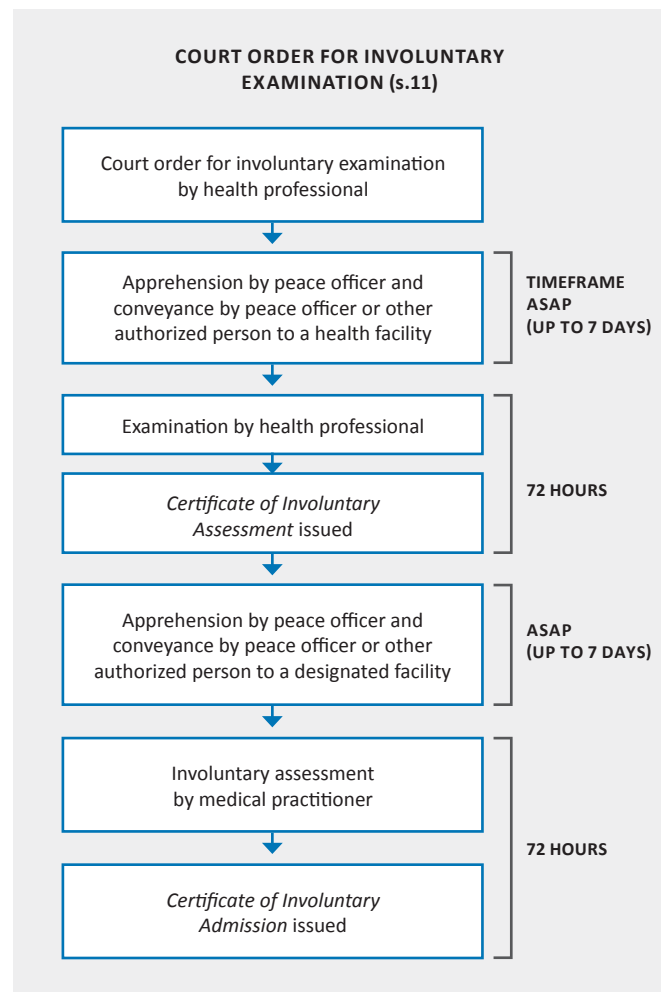 COURT ORDER FOR INVOLUNTARY
EXAMINATION (s.11)
Court order for involuntary examination
by health professional
Apprehension by peace officer and
conveyance by peace officer or other
authorized person to a health facility
TIMEFRAME
ASAP
(UP TO 7 DAYS)
Examination by health professional
Certificate of Involuntary
Assessment issued
72 HOURS
Apprehension by peace officer and
conveyance by peace officer or other
authorized person to a designated facility
ASAP
(UP TO 7 DAYS)
Involuntary assessment
by medical practitioner
72 HOURS
Certificate of Involuntary
Admission issued